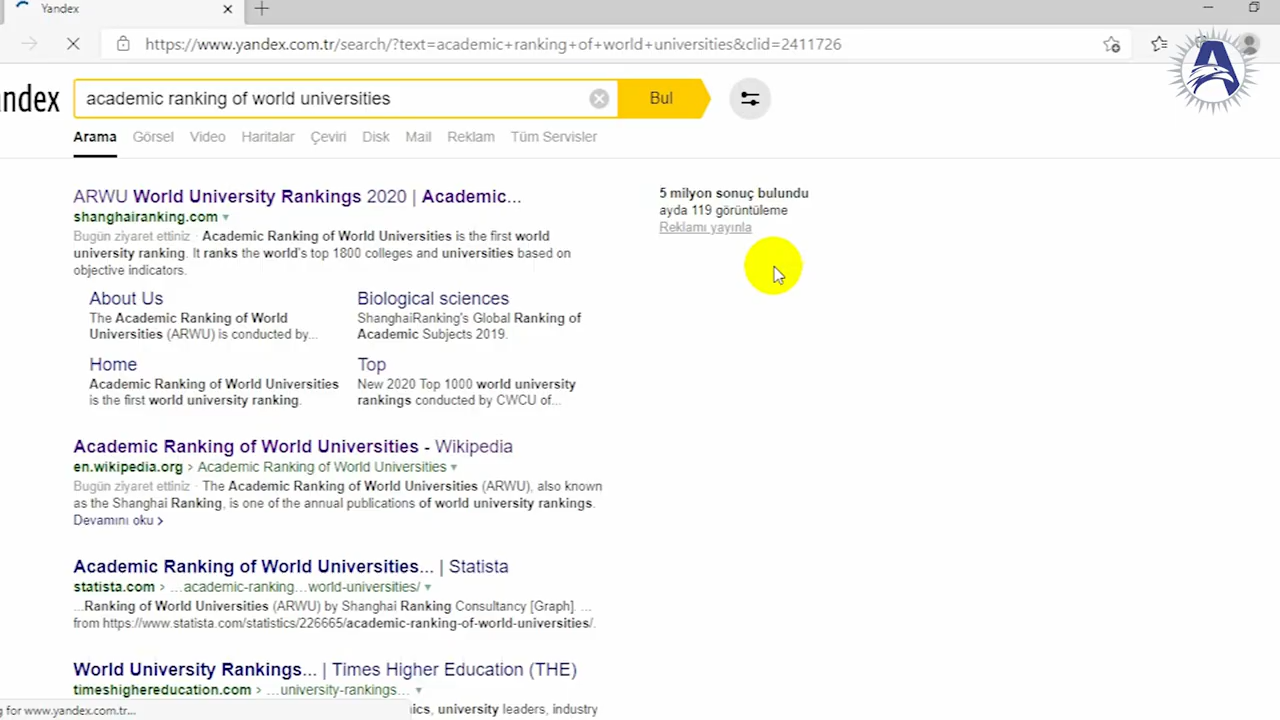 Yandex
https://www.yandex.com.tr/search/?text=academic+ranking+of+world+universities&clid=2411726
andex academic ranking of world universities Bul
Arama Görsel Video Haritalar Çeviri Disk Mail Reklam Tüm Servisler
ARWU World University Rankings 2020 | Academic...
shanghairanking.com
Bugün ziyaret ettiniz · Academic Ranking of World Universities is the first world
university ranking. It ranks the world's top 1800 colleges and universities based on
objective indicators.
About Us
The Academic Ranking of World
Universities (ARWU) is conducted by...
Biological sciences
ShanghaiRanking's Global Ranking of
Academic Subjects 2019.
Home
Academic Ranking of World Universities
is the first world university ranking.
Top
New 2020 Top 1000 world university
rankings conducted by CWCU of...
Academic Ranking of World Universities - Wikipedia
en.wikipedia.org > Academic Ranking of World Universities
Bugün ziyaret ettiniz · The Academic Ranking of World Universities (ARWU), also known
as the Shanghai Ranking, is one of the annual publications of world university rankings.
Devamını oku >
Academic Ranking of World Universities... | Statista
statista.com > ...academic-ranking...world-universities/
...Ranking of World Universities (ARWU) by Shanghai Ranking Consultancy [Graph]. ...
from https://www.statista.com/statistics/226665/academic-ranking-of-world-universities/.
World University Rankings... | Times Higher Education (THE)
timeshighereducation.com > ...university-rankings...
ics, university leaders, industry
5 milyon sonuç bulundu
ayda 119 görüntüleme
Reklamı yayınla
g for www.yandex.com.tr...
A